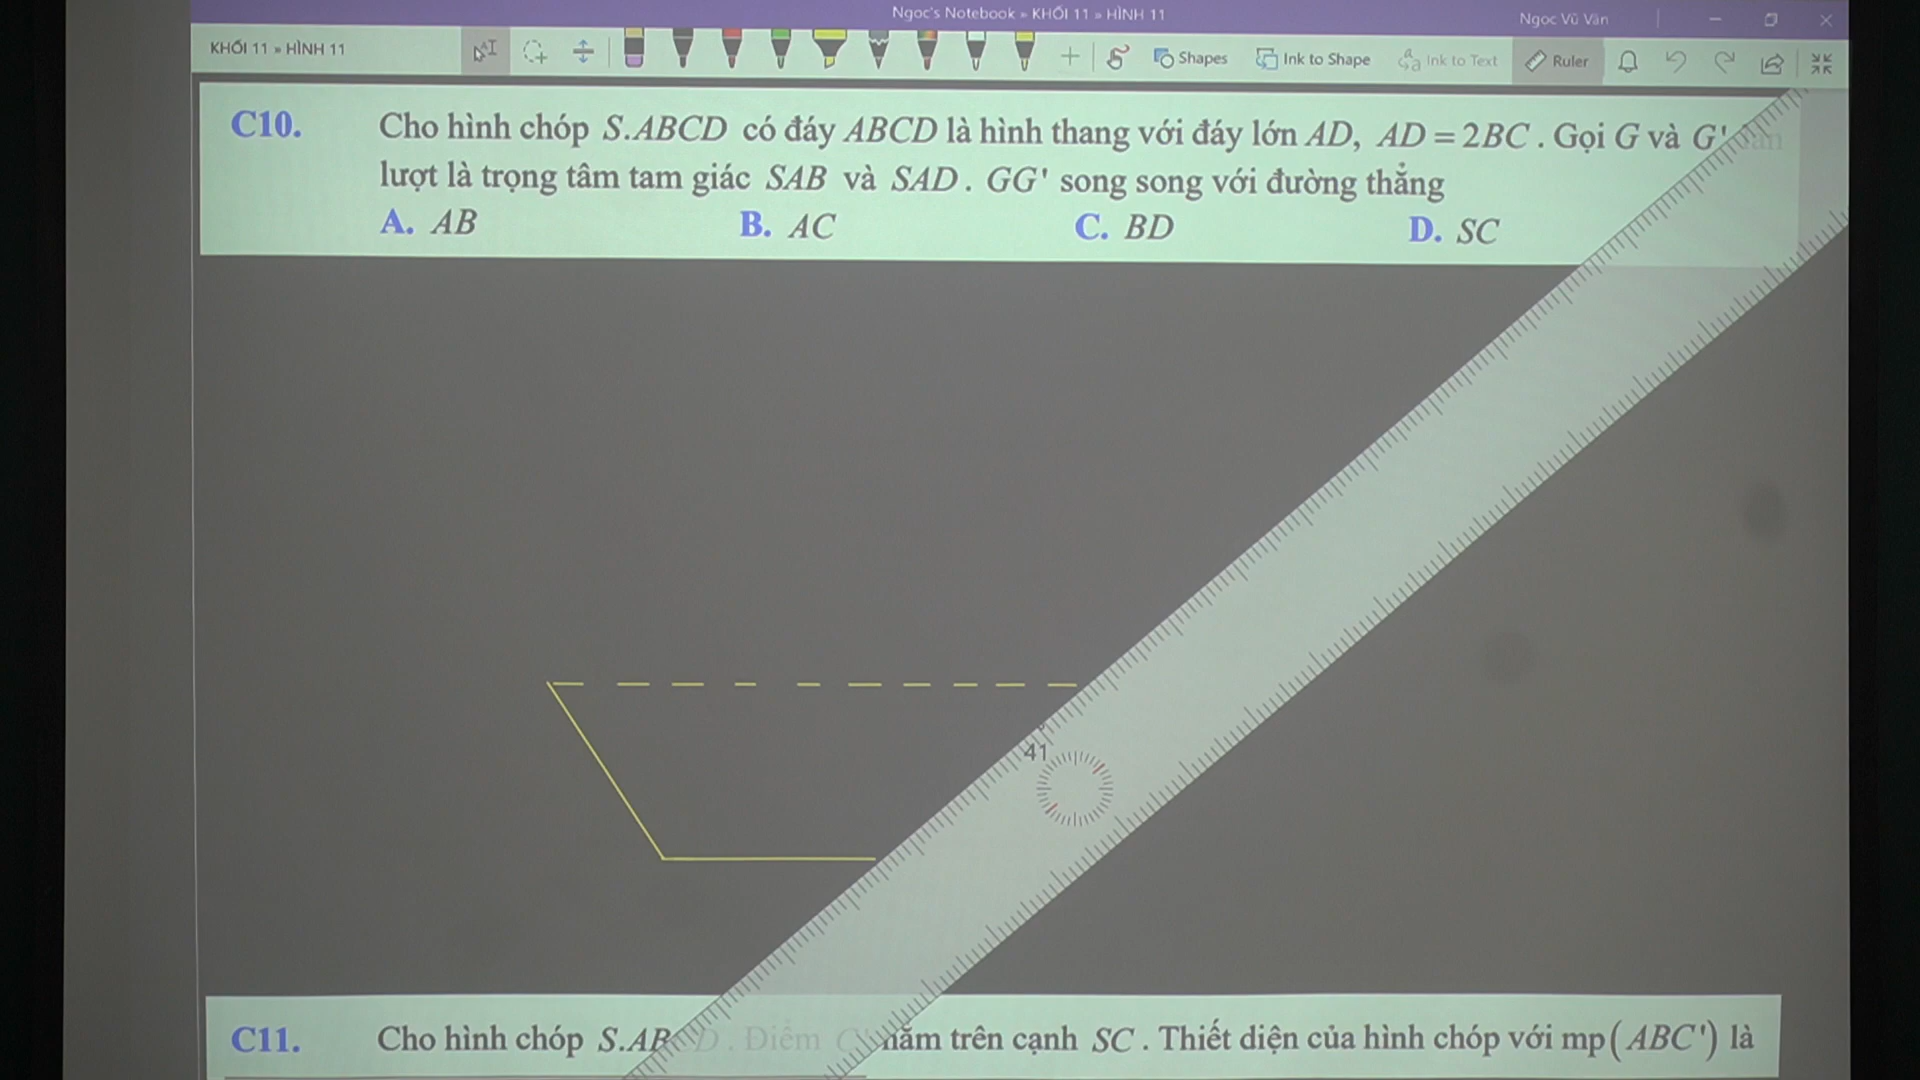 Ngoc's Notebook » KHỐI 11 » HÌNH 11
Ngoc Vũ Văn
KHỐI 11 » HÌNH 11
Shapes
Ink to Shape
Ink to Text
Ruler
C10. Cho hình chóp S.ABCD có đáy ABCD là hình thang với đáy lớn AD, AD = 2BC . Gọi G và G'
lượt là trọng tâm tam giác SAB và SAD . GG' song song với đường thẳng
A. AB B. AC C. BD D. SC
41
C11. Cho hình chóp S.AB D . Điểm C' nằm trên cạnh SC . Thiết diện của hình chóp với mp(ABC') là